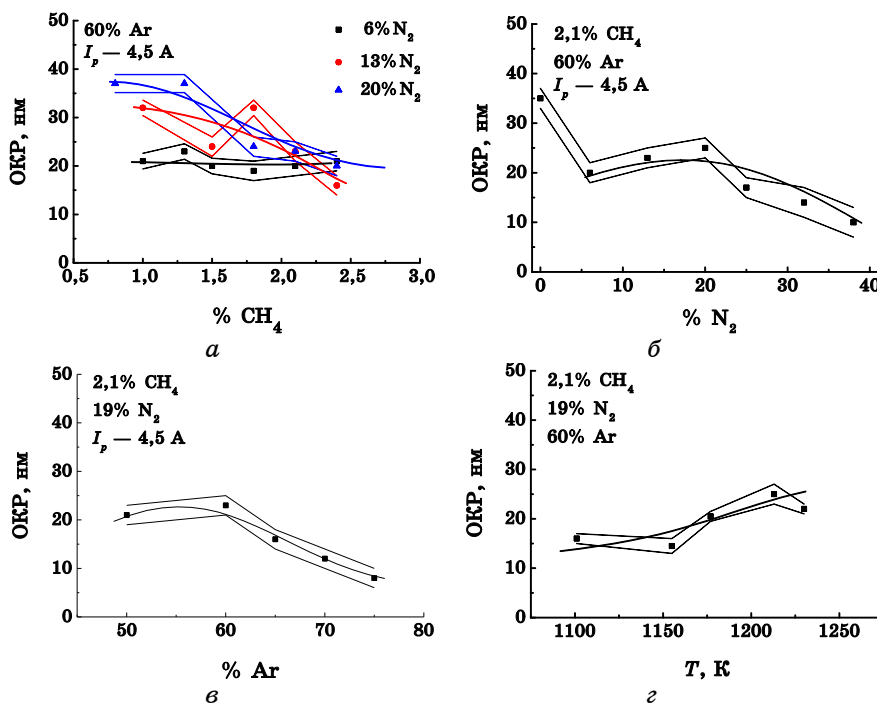 50
40
30
20
10
0
ОКР, нм
60% Ar
I_p — 4,5 A
6% N₂
13% N₂
20% N₂
0,5 1,0 1,5 2,0 2,5 3,0
% CH₄
а
50
40
30
20
10
0
ОКР, нм
2,1% CH₄
60% Ar
I_p — 4,5 A
0 10 20 30 40
% N₂
б
50
40
30
20
10
0
ОКР, нм
2,1% CH₄
19% N₂
I_p — 4,5 A
50 60 70 80
% Ar
в
50
40
30
20
10
0
ОКР, нм
2,1% CH₄
19% N₂
60% Ar
1100 1150 1200 1250
T, К
г